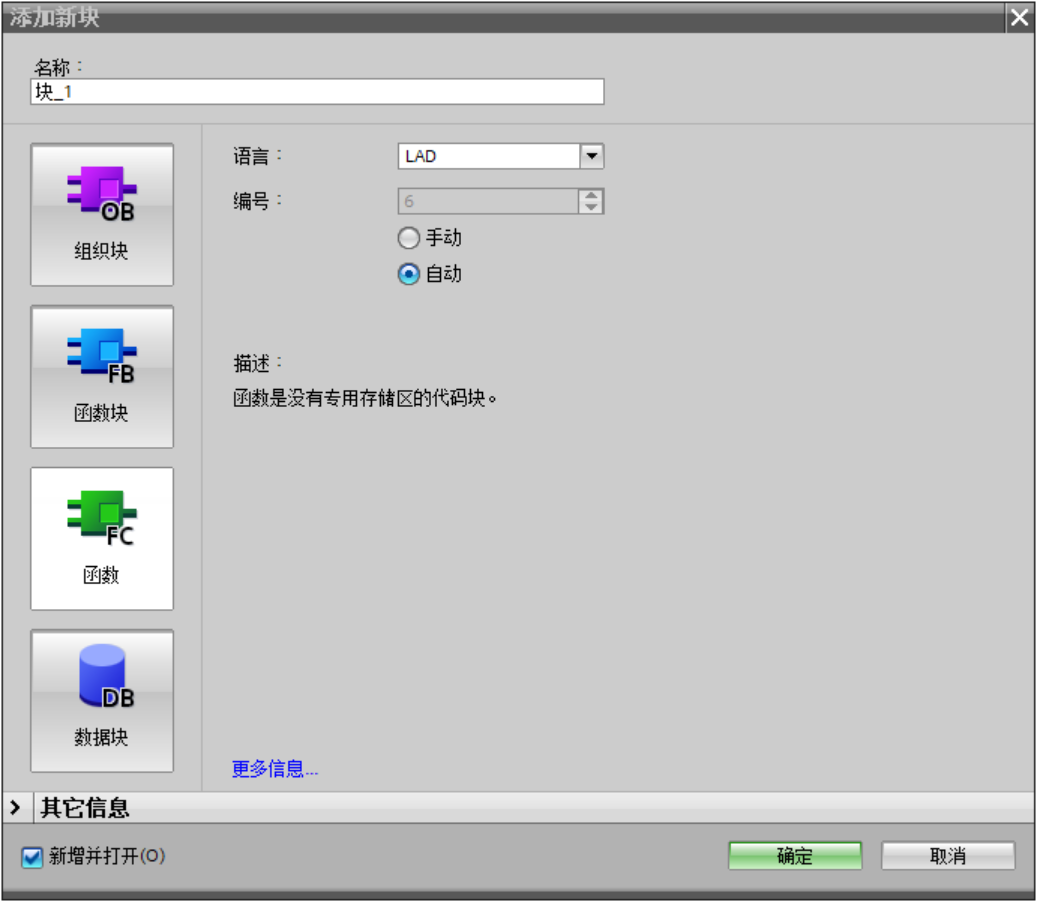 添加新块
名称：
块_1
OB
组织块
FB
函数块
FC
函数
DB
数据块
语言：
LAD
编号：
6
手动
自动
描述：
函数是没有专用存储区的代码块。
更多信息...
其它信息
新增并打开(O)
确定
取消